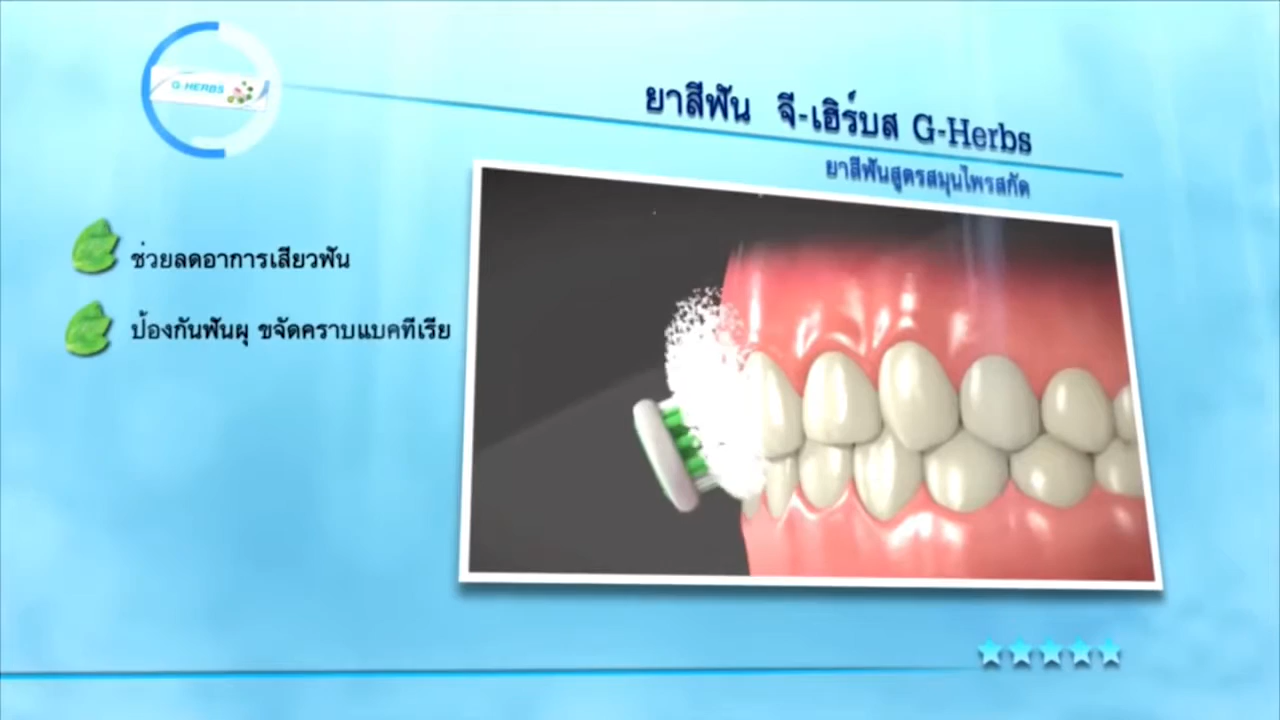 G HERBS
ยาสีฟัน จี-เฮิร์บส G-Herbs
ยาสีฟันสูตรสมุนไพรสกัด
ช่วยลดอาการเสียวฟัน
ป้องกันฟันผุ ขจัดคราบแบคทีเรีย